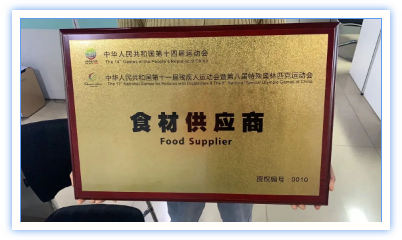 中华人民共和国第十四届运动会
The 14th Games of the People's Republic of China
中华人民共和国第十一届残疾人运动会暨第八届特殊奥林匹克运动会
食材供应商
Food Supplier
授权编号：0010